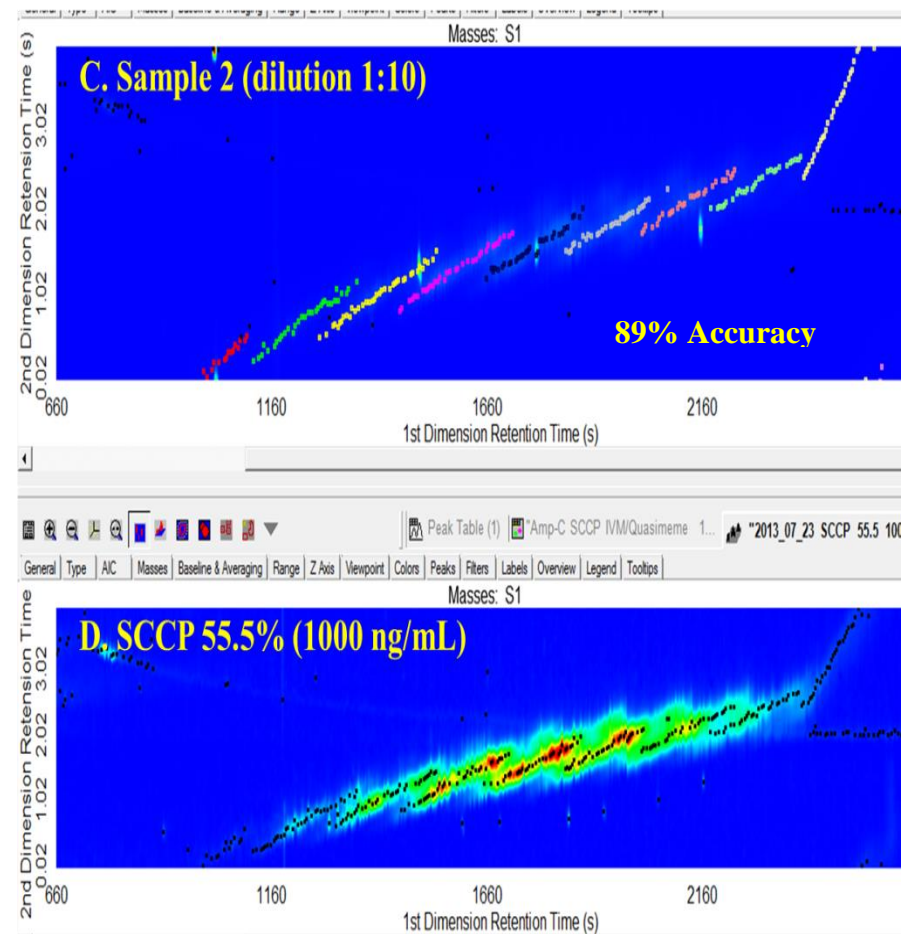 Masses: S1
C. Sample 2 (dilution 1:10)
89% Accuracy
2nd Dimension Retension Time (s)
0.02 1.02 2.02 3.02
660 1160 1660 2160
1st Dimension Retention Time (s)
Peak Table (1) "Amp-C SCCP IVM/Quasimeme 1... "2013_07_23 SCCP 55.5 100
General Type AIC Masses Baseline & Averaging Range Z Axis Viewpoint Colors Peaks Filters Labels Overview Legend Tooltips
Masses: S1
D. SCCP 55.5% (1000 ng/mL)
2nd Dimension Retension Time
0.02 1.02 2.02 3.02
660 1160 1660 2160
1st Dimension Retention Time (s)